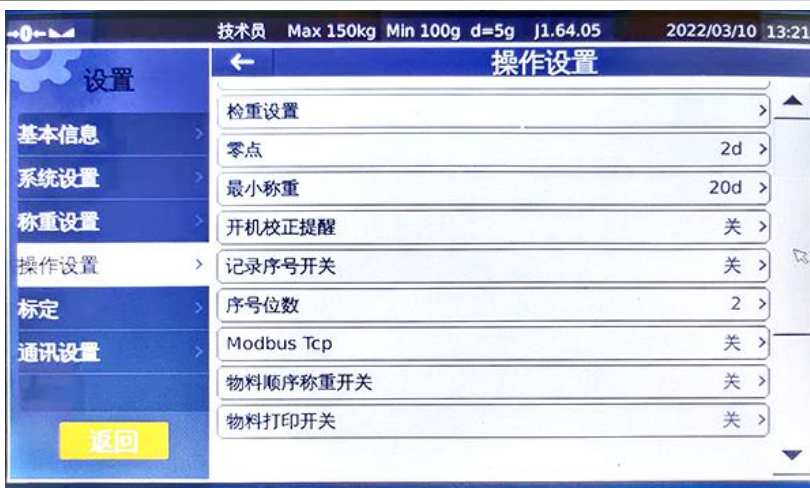 →0← 技术员 Max 150kg Min 100g d=5g J1.64.05 2022/03/10 13:21
设置
← 操作设置
基本信息 >
系统设置 >
称重设置 >
操作设置 >
标定 >
通讯设置 >
返回
检重设置 >
零点 2d >
最小称重 20d >
开机校正提醒 关 >
记录序号开关 关 >
序号位数 2 >
Modbus Tcp 关 >
物料顺序称重开关 关 >
物料打印开关 关 >